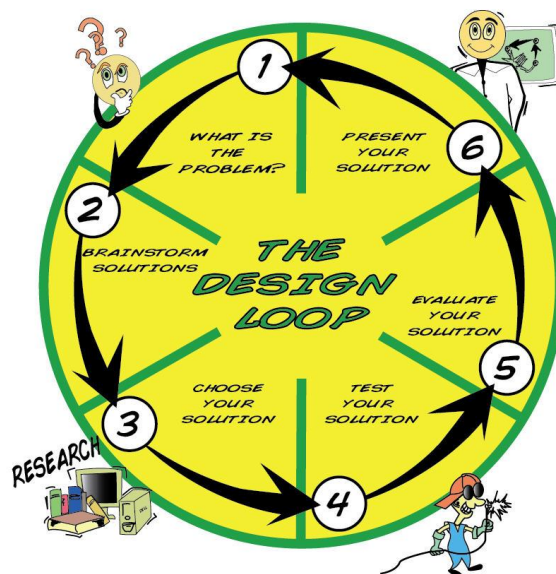 THE
DESIGN
LOOP
1
WHAT IS
THE
PROBLEM?
2
BRAINSTORM
SOLUTIONS
3
CHOOSE
YOUR
SOLUTION
RESEARCH
4
TEST
YOUR
SOLUTION
5
EVALUATE
YOUR
SOLUTION
6
PRESENT
YOUR
SOLUTION
???